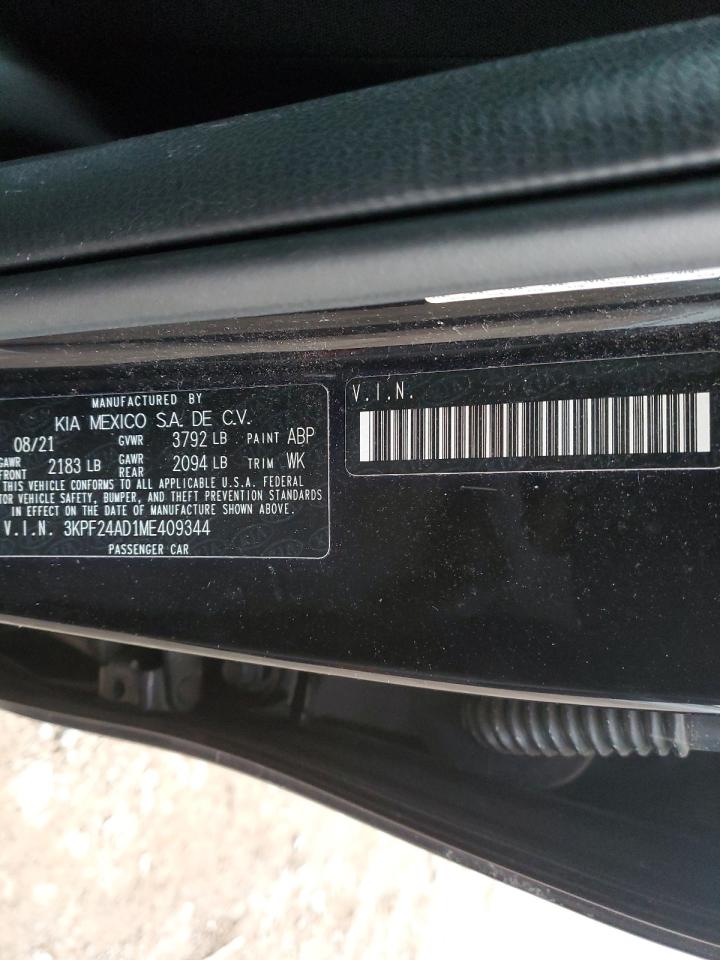 MANUFACTURED BY
KIA MEXICO S.A. DE C.V.
08/21 GVWR 3792 LB PAINT ABP
GAWR FRONT 2183 LB GAWR REAR 2094 LB TRIM WK
THIS VEHICLE CONFORMS TO ALL APPLICABLE U.S.A. FEDERAL
VEHICLE SAFETY, BUMPER, AND THEFT PREVENTION STANDARDS
IN EFFECT ON THE DATE OF MANUFACTURE SHOWN ABOVE.
V.I.N. 3KPF24AD1ME409344
PASSENGER CAR
V.I.N.